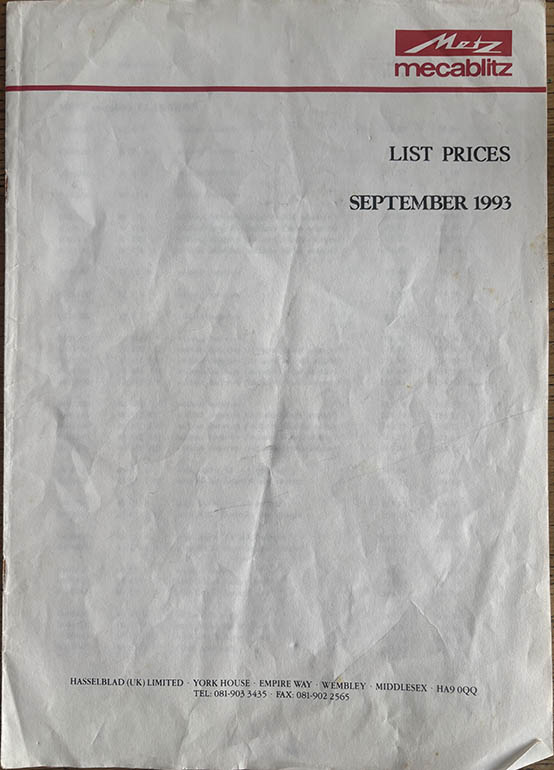 Metz
mecablitz
LIST PRICES
SEPTEMBER 1993
HASSELBLAD (UK) LIMITED · YORK HOUSE · EMPIRE WAY · WEMBLEY · MIDDLESEX · HA9 0QQ
TEL: 081-903 3435 · FAX: 081-902 2565